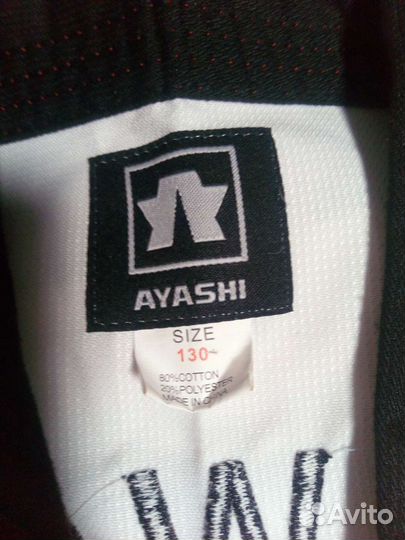 AYASHI
SIZE
130~
80%COTTON
20%POLYESTER
MADE IN CHINA
W
Avito